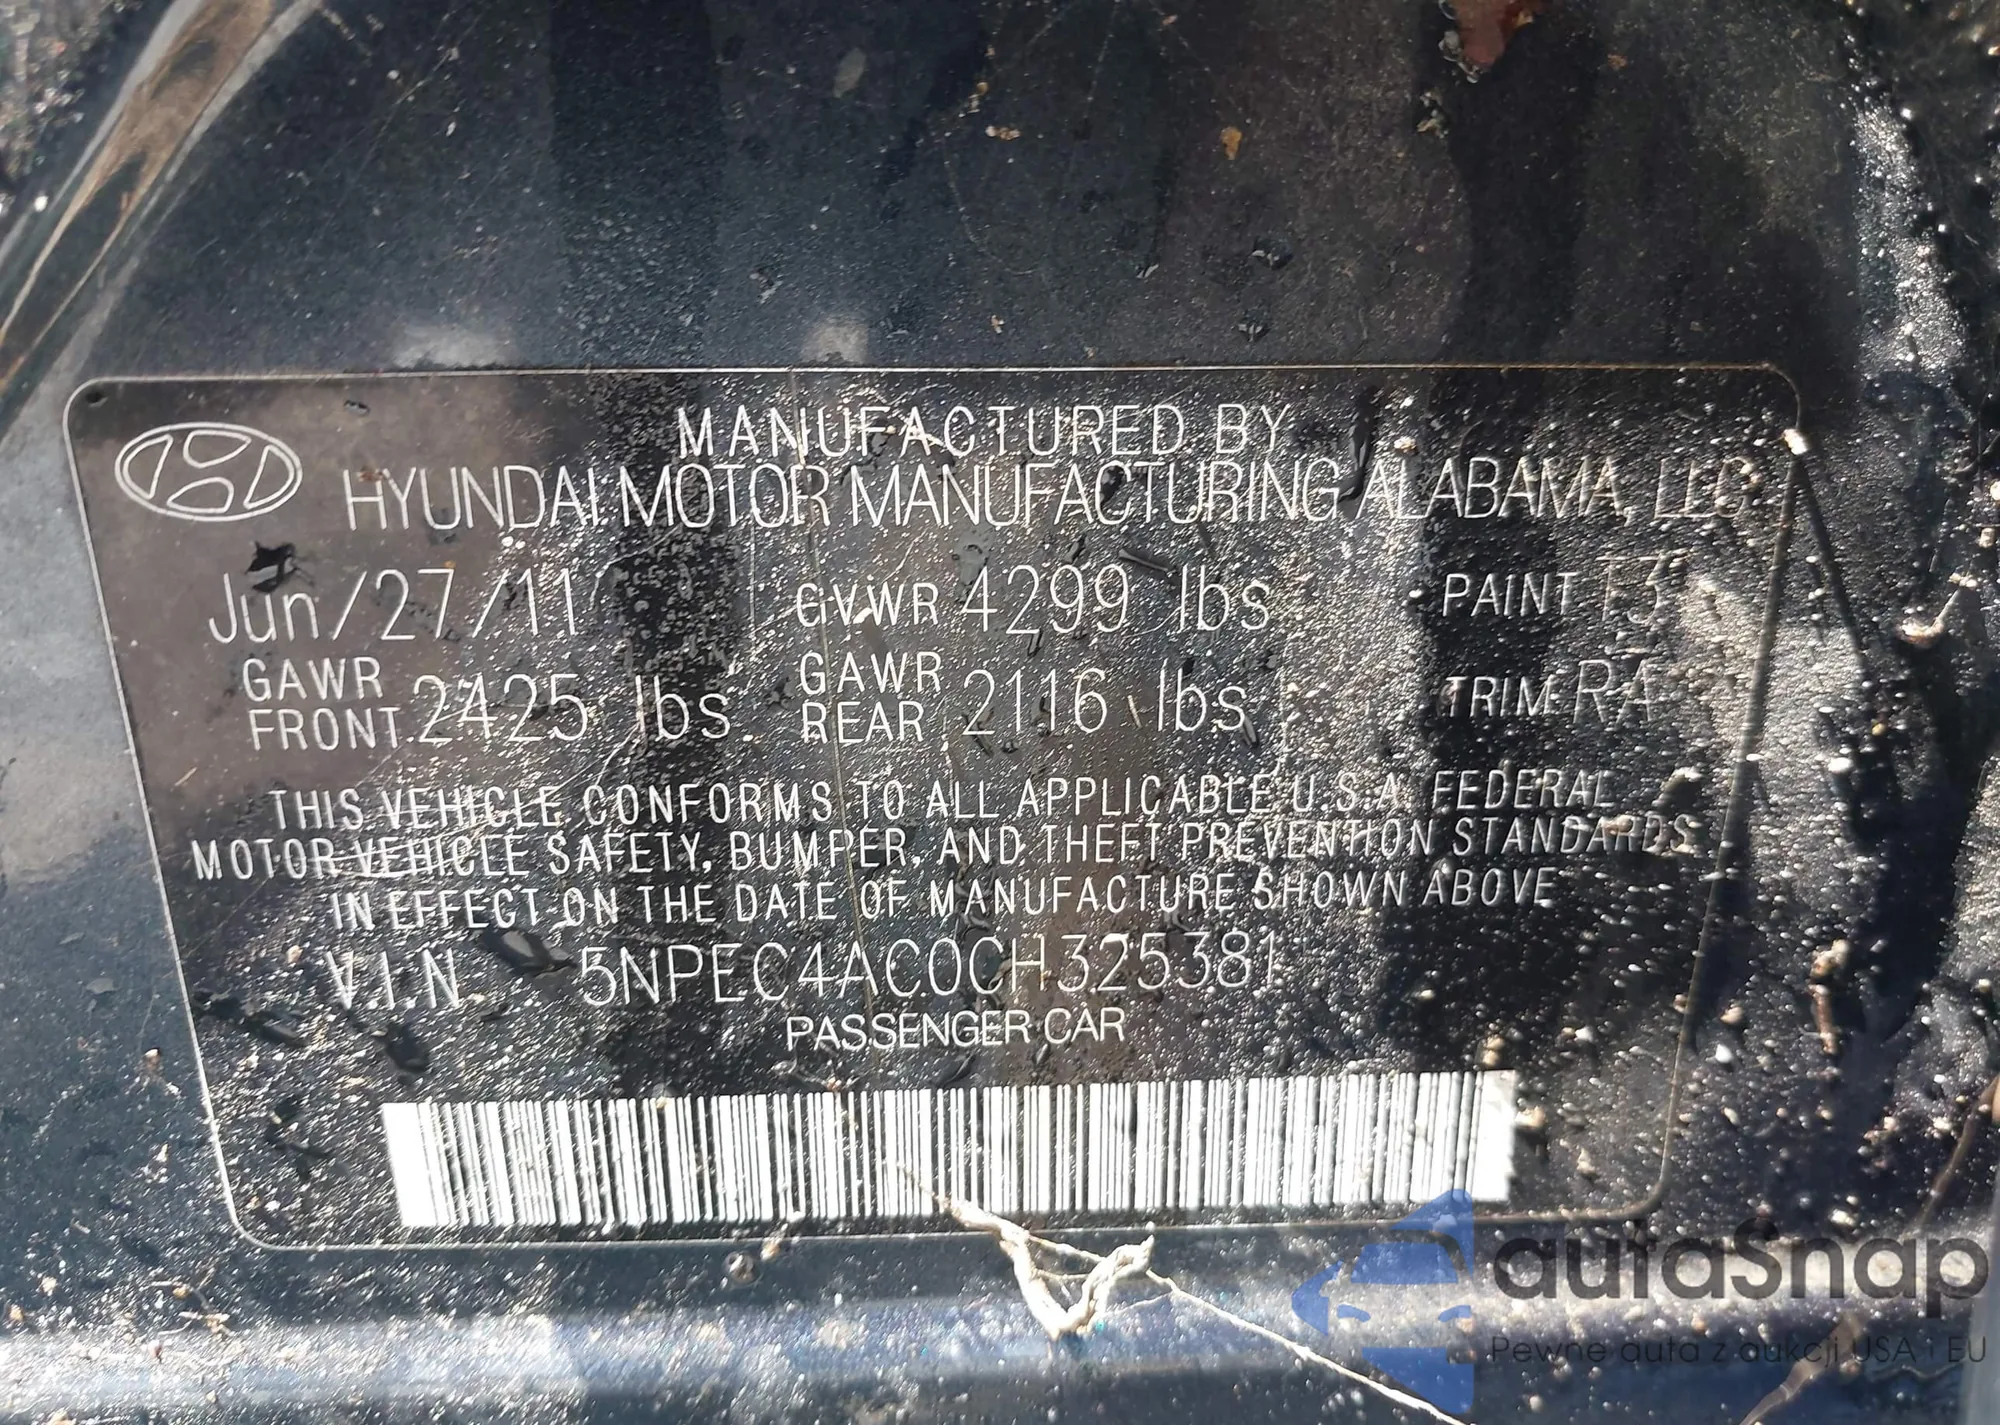 MANUFACTURED BY
HYUNDAI MOTOR MANUFACTURING ALABAMA, LLC
Jun/27/11 GVWR 4299 lbs PAINT T3
GAWR FRONT 2425 lbs GAWR REAR 2116 lbs TRIM RA
THIS VEHICLE CONFORMS TO ALL APPLICABLE U.S.A. FEDERAL
MOTOR VEHICLE SAFETY, BUMPER, AND THEFT PREVENTION STANDARDS
IN EFFECT ON THE DATE OF MANUFACTURE SHOWN ABOVE
V.I.N 5NPEC4AC0CH325381
PASSENGER CAR
autaSnap
Pewne auta z aukcji USA i EU